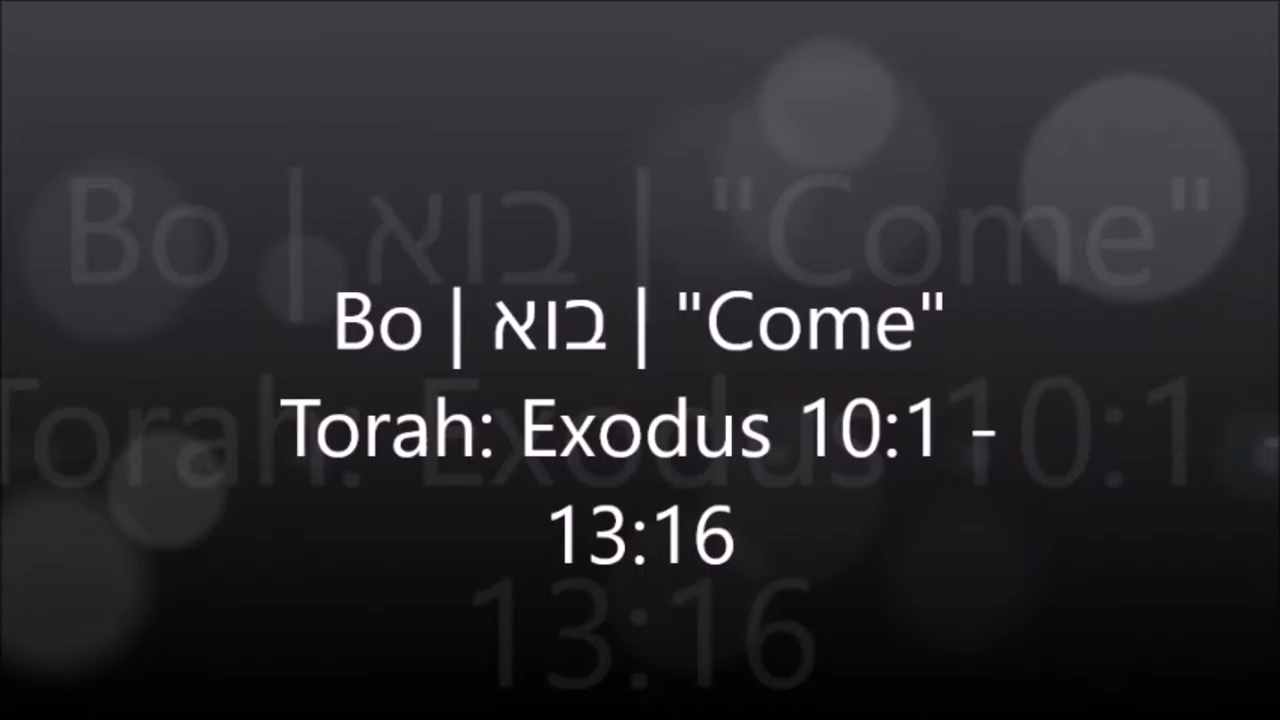 Bo | בוא | "Come"
Torah: Exodus 10:1 -
13:16